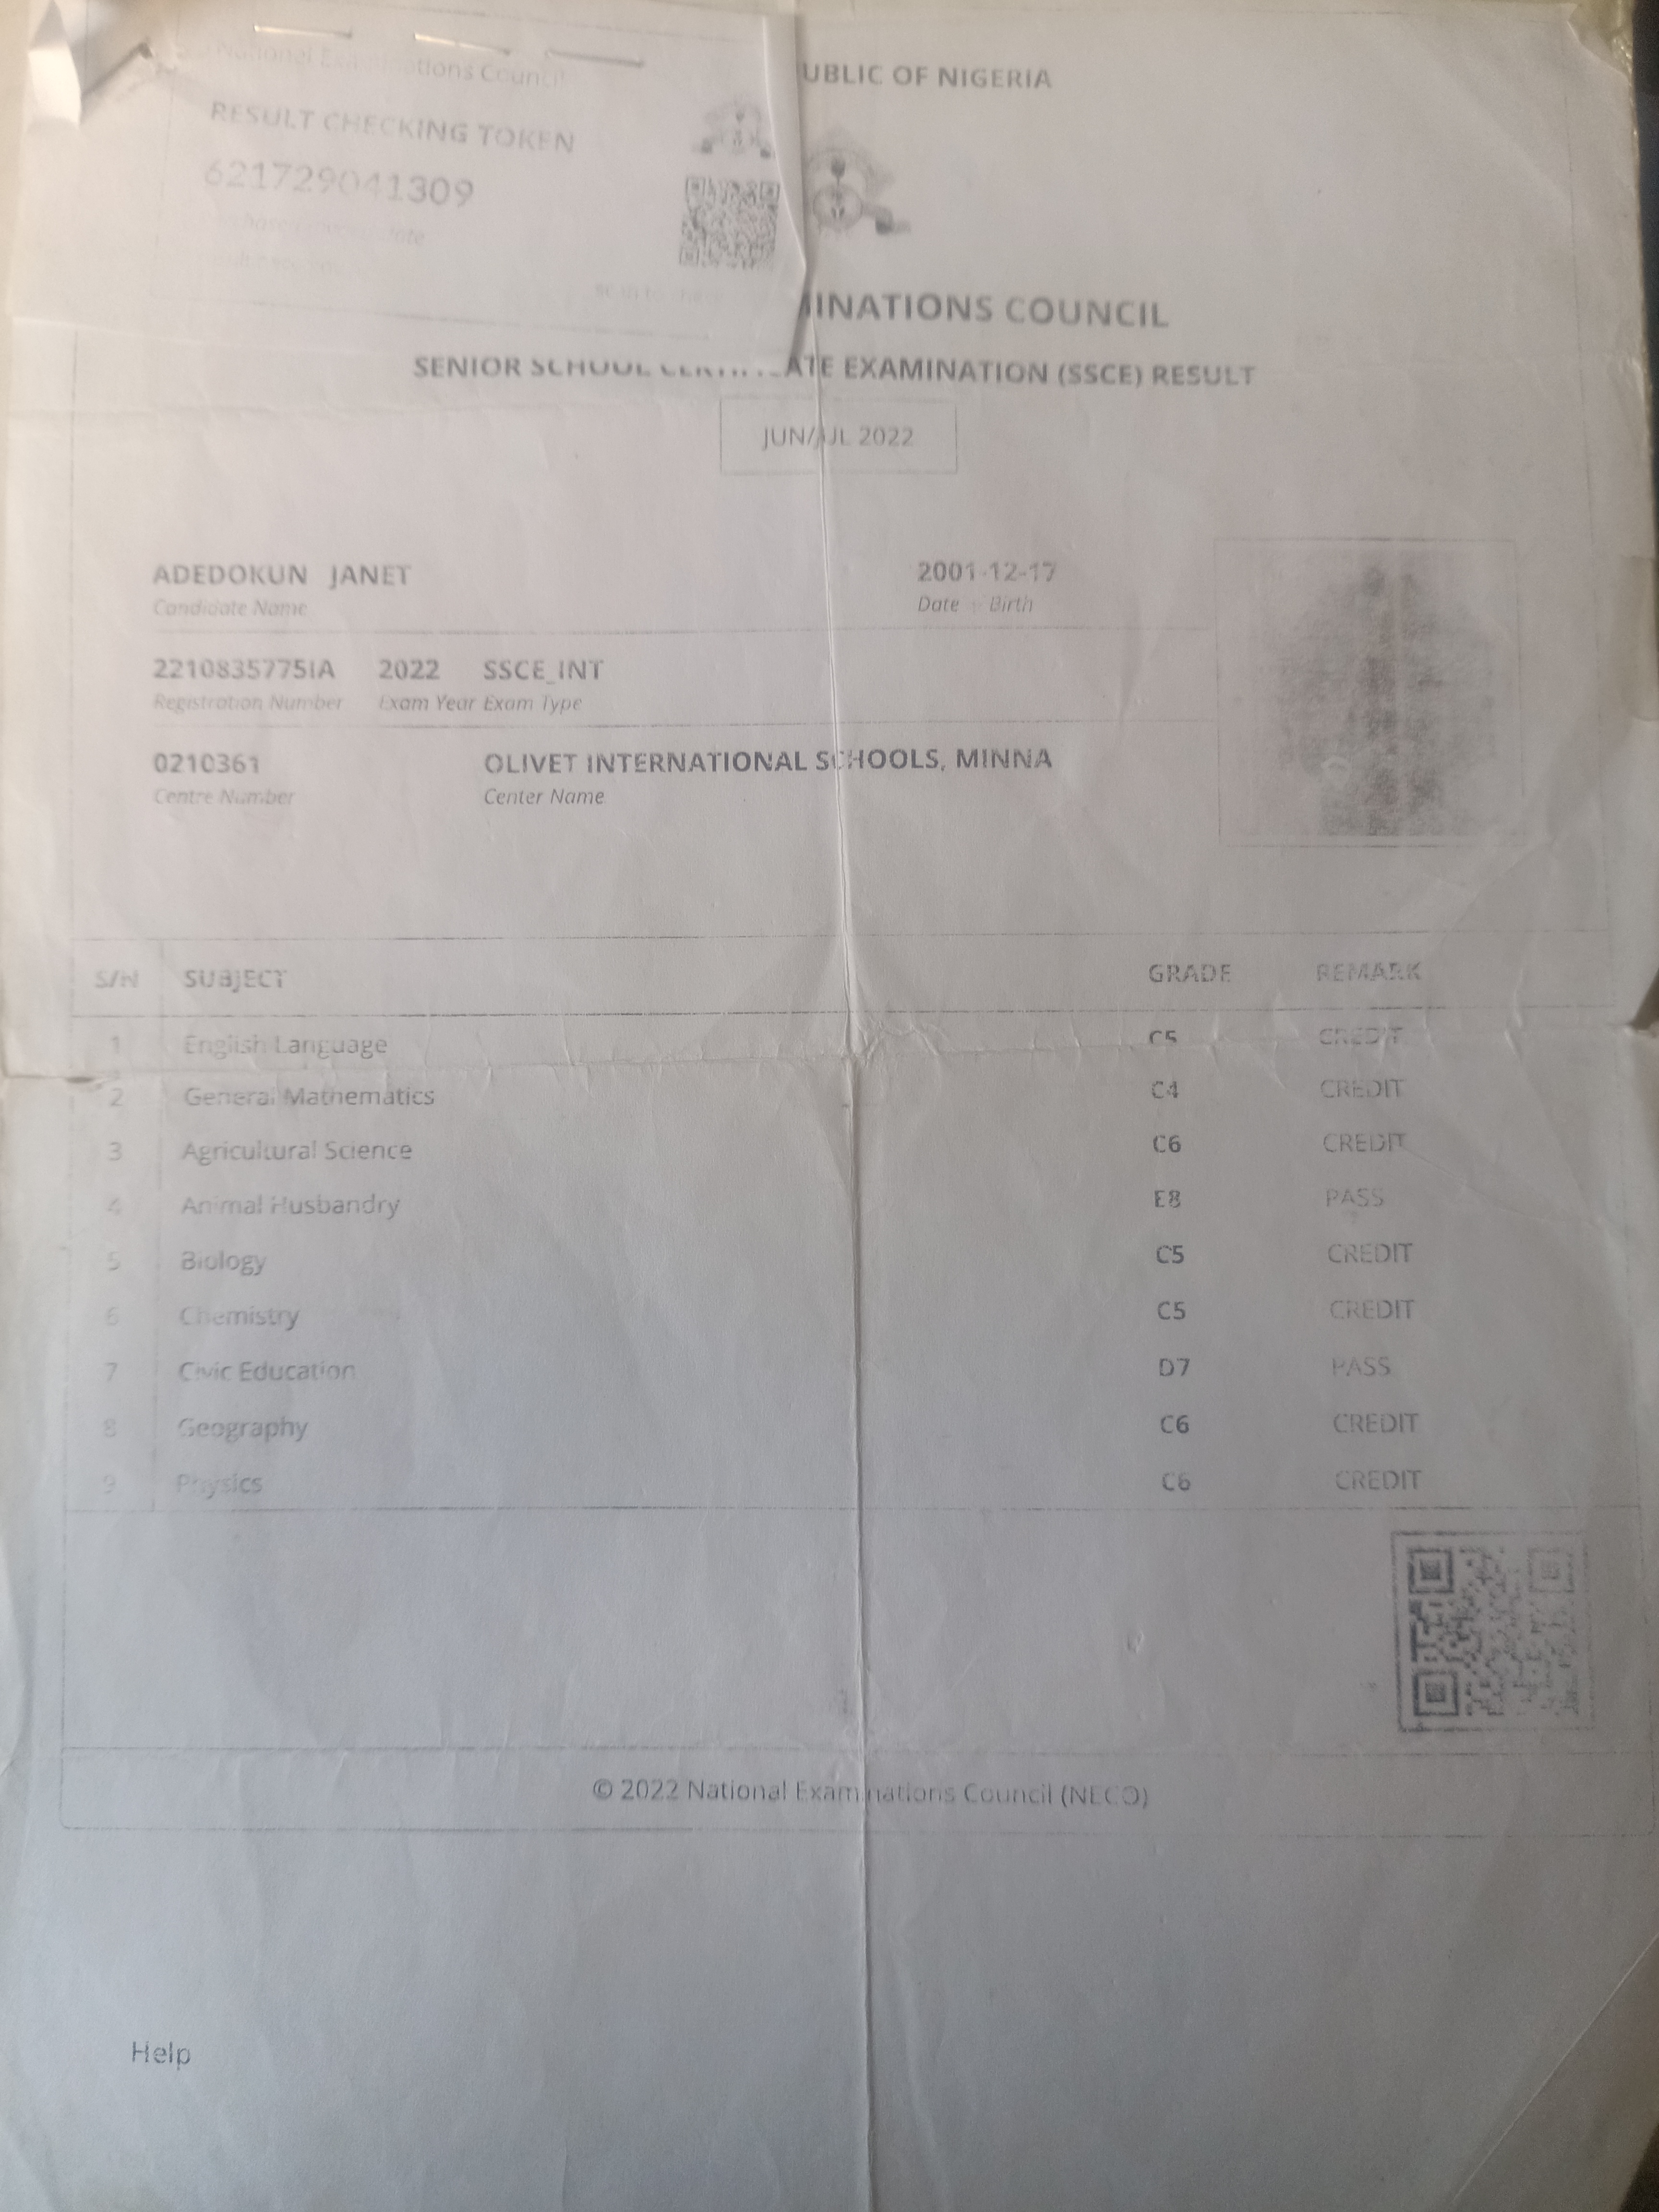 National Examinations Council
RESULT CHECKING TOKEN
621729041309
UBLIC OF NIGERIA
INATIONS COUNCIL
SENIOR SCHOOL CERTIFICATE EXAMINATION (SSCE) RESULT
JUN/JUL 2022
ADEDOKUN JANET 2001-12-17
Candidate Name Date Birth
2210835775IA 2022 SSCE_INT
Registration Number Exam Year Exam Type
0210361 OLIVET INTERNATIONAL SCHOOLS, MINNA
Centre Number Center Name
S/N SUBJECT GRADE REMARK
1 English Language C5 CREDIT
2 General Mathematics C4 CREDIT
3 Agricultural Science C6 CREDIT
4 Animal Husbandry E8 PASS
5 Biology C5 CREDIT
6 Chemistry C5 CREDIT
7 Civic Education D7 PASS
8 Geography C6 CREDIT
9 Physics C6 CREDIT
© 2022 National Examinations Council (NECO)
Help